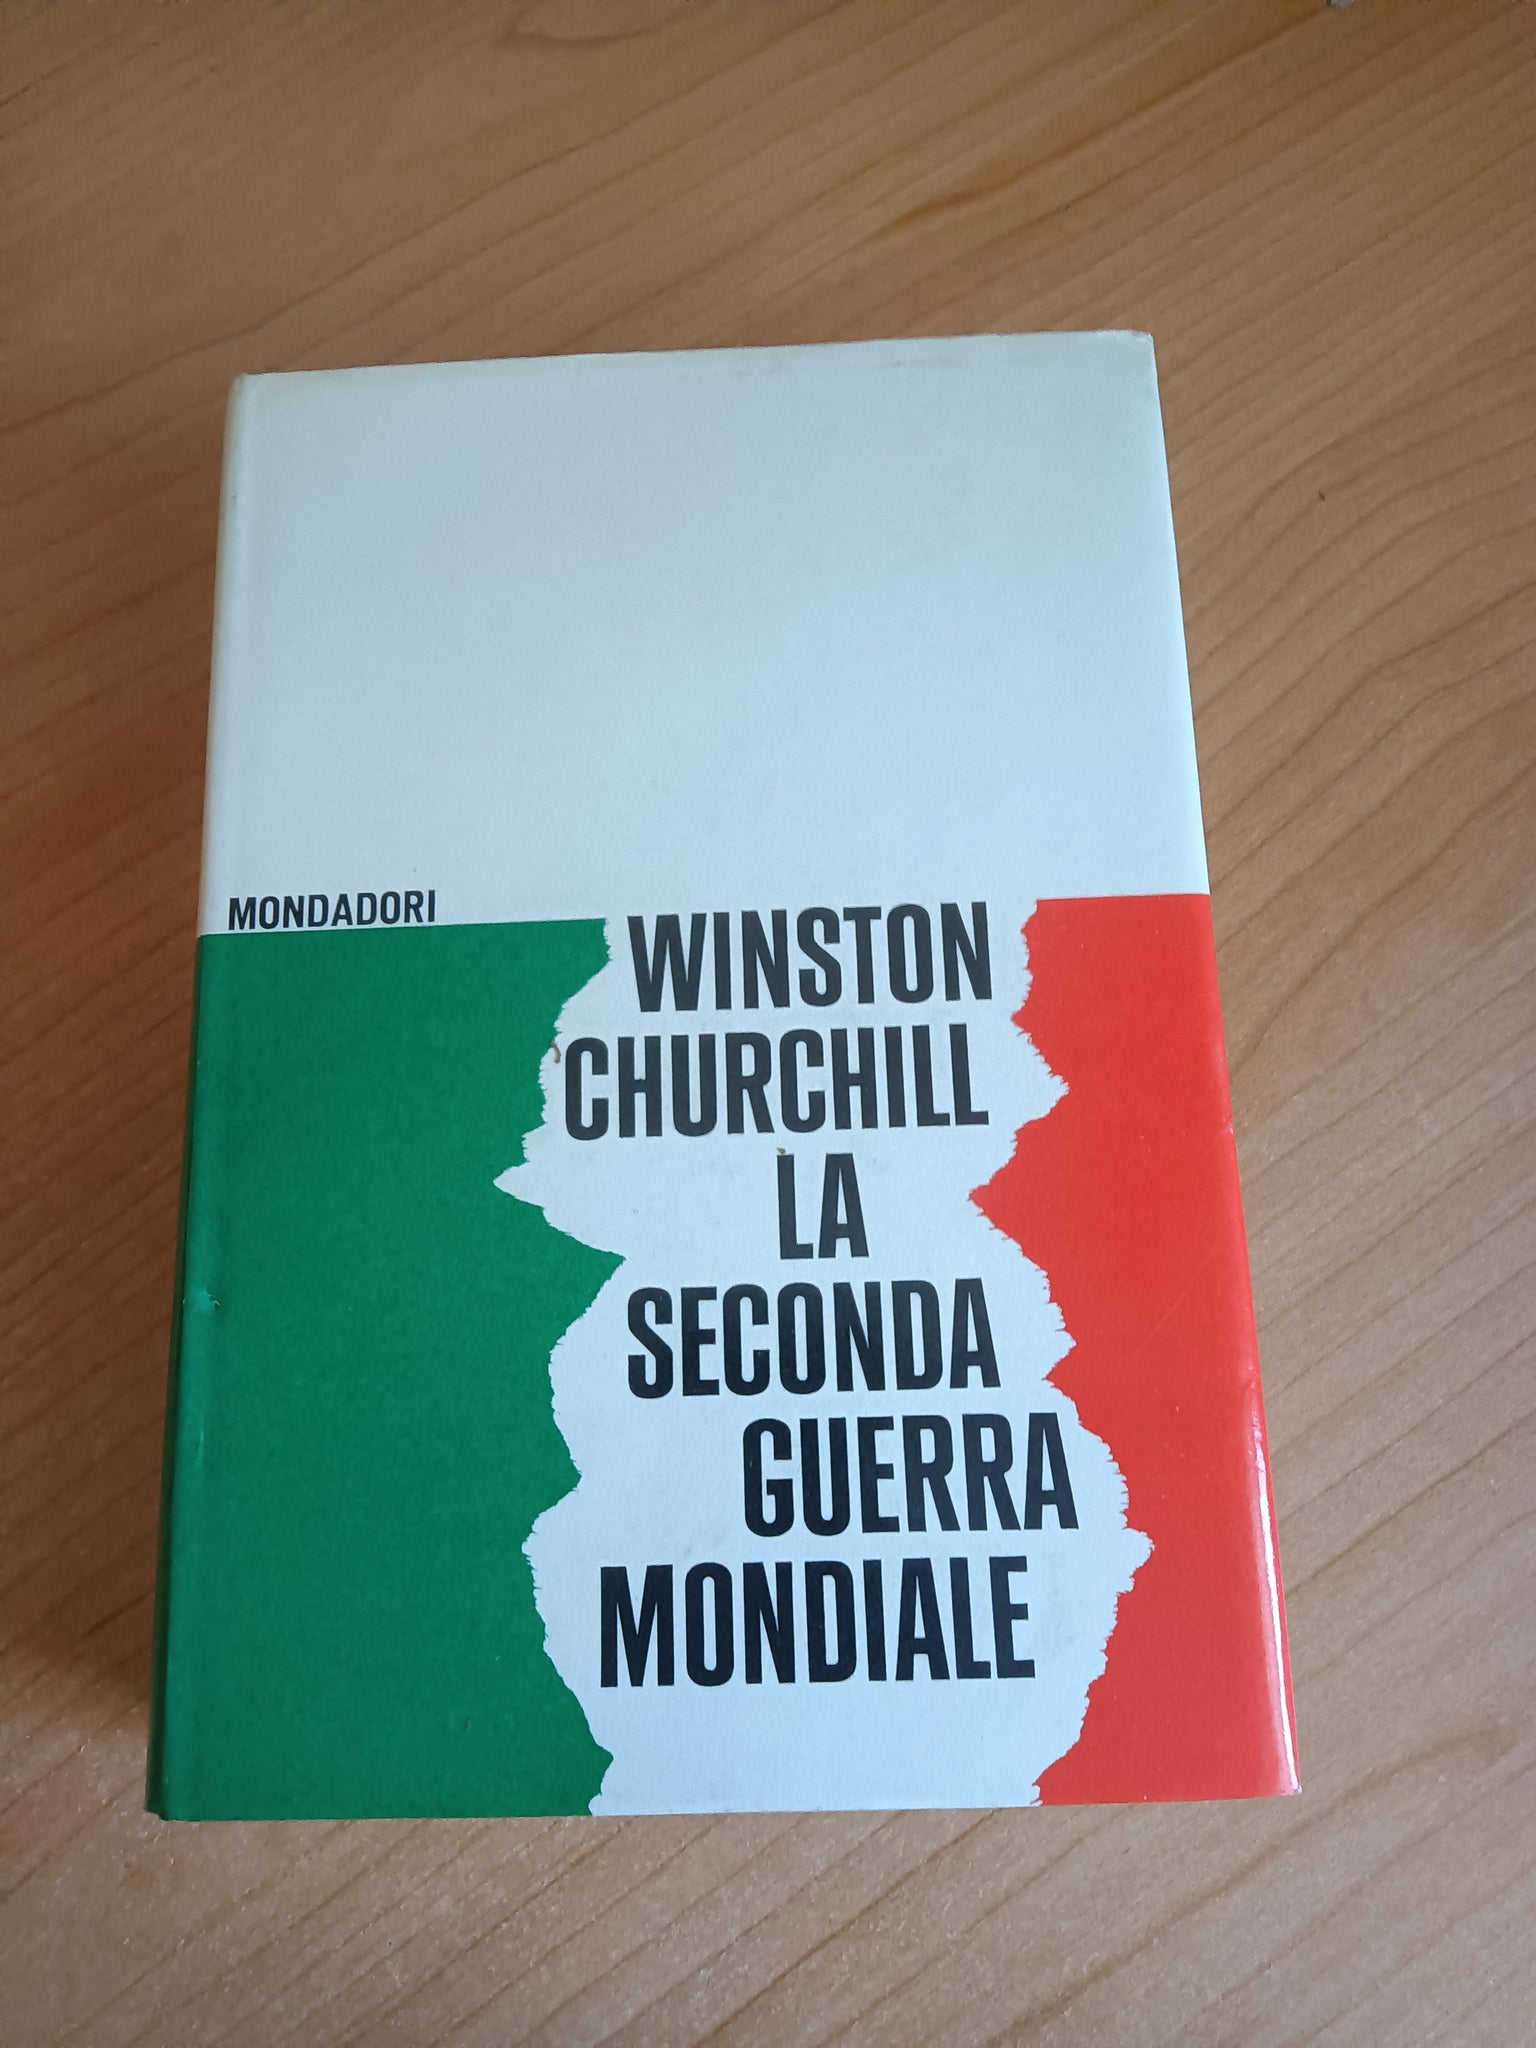 MONDADORI
WINSTON
CHURCHILL
LA
SECONDA
GUERRA
MONDIALE